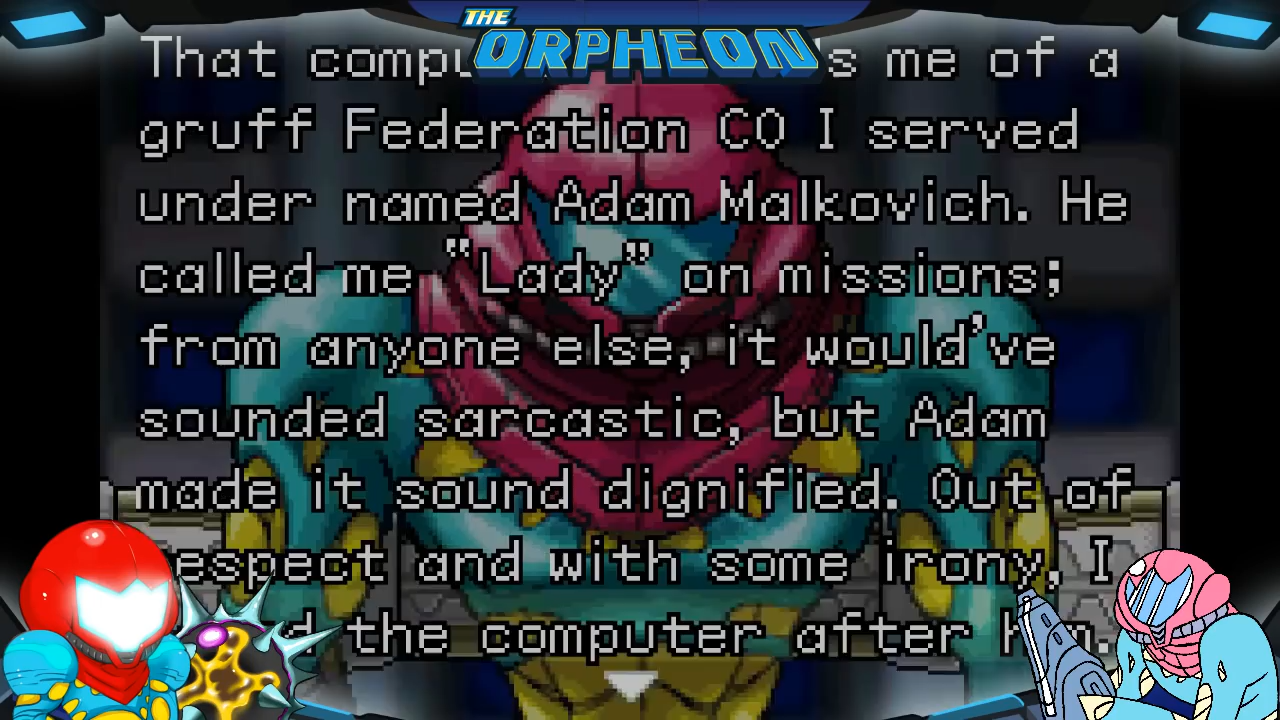 THE
ORPHEON
That s me of a
gruff Federation CO I served
under named Adam Malkovich. He
called me "Lady" on missions;
from anyone else, it would've
sounded sarcastic, but Adam
made it sound dignified. Out of
espect and with some irony, I
the computer after